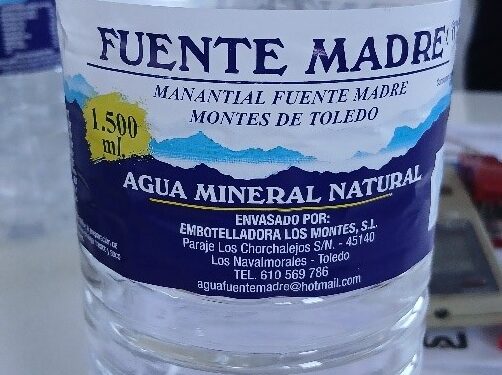 FUENTE MADRE
MANANTIAL FUENTE MADRE
MONTES DE TOLEDO
1.500
ml.
AGUA MINERAL NATURAL
ENVASADO POR:
EMBOTELLADORA LOS MONTES, S.L.
Paraje Los Chorchalejos S/N. - 45140
Los Navalmorales - Toledo
TEL. 610 569 786
aguafuentemadre@hotmail.com